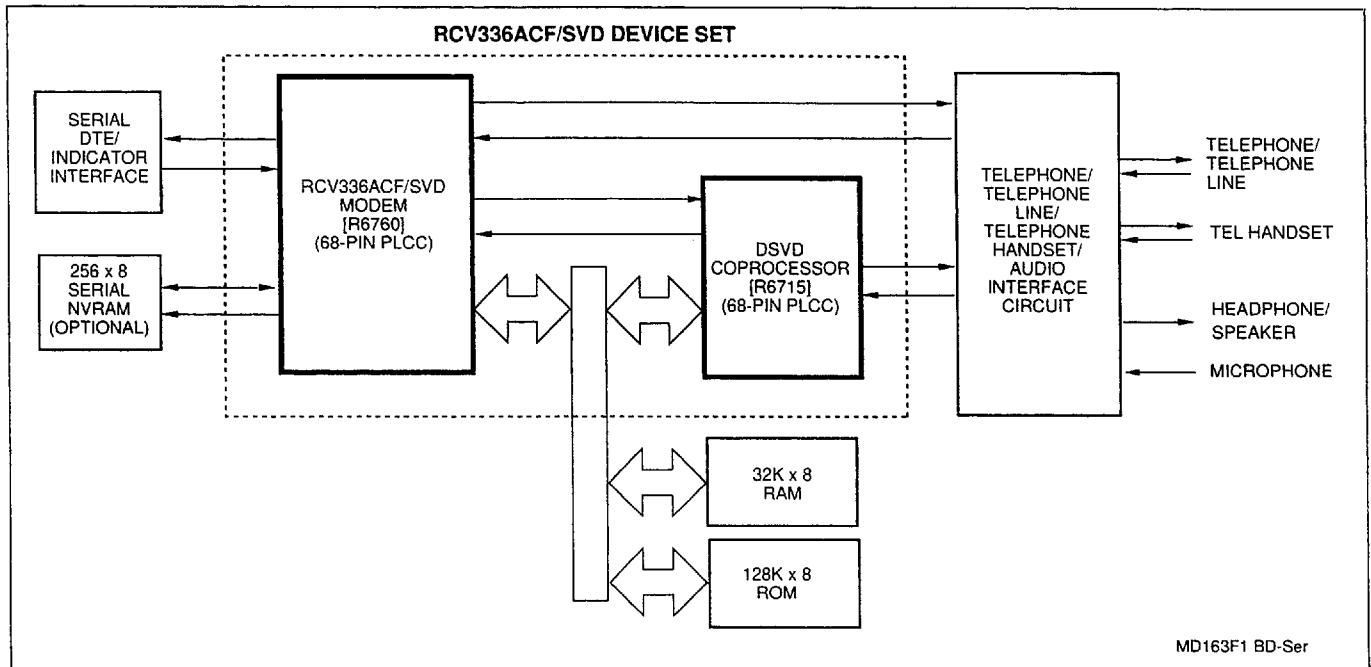 RCV336ACF/SVD DEVICE SET
SERIAL
DTE/
INDICATOR
INTERFACE
256 x 8
SERIAL
NVRAM
(OPTIONAL)
RCV336ACF/SVD
MODEM
[R6760]
(68-PIN PLCC)
DSVD
COPROCESSOR
[R6715]
(68-PIN PLCC)
TELEPHONE/
TELEPHONE
LINE/
TELEPHONE
HANDSET/
AUDIO
INTERFACE
CIRCUIT
TELEPHONE/
TELEPHONE
LINE
TEL HANDSET
HEADPHONE/
SPEAKER
MICROPHONE
32K x 8
RAM
128K x 8
ROM
MD163F1 BD-Ser